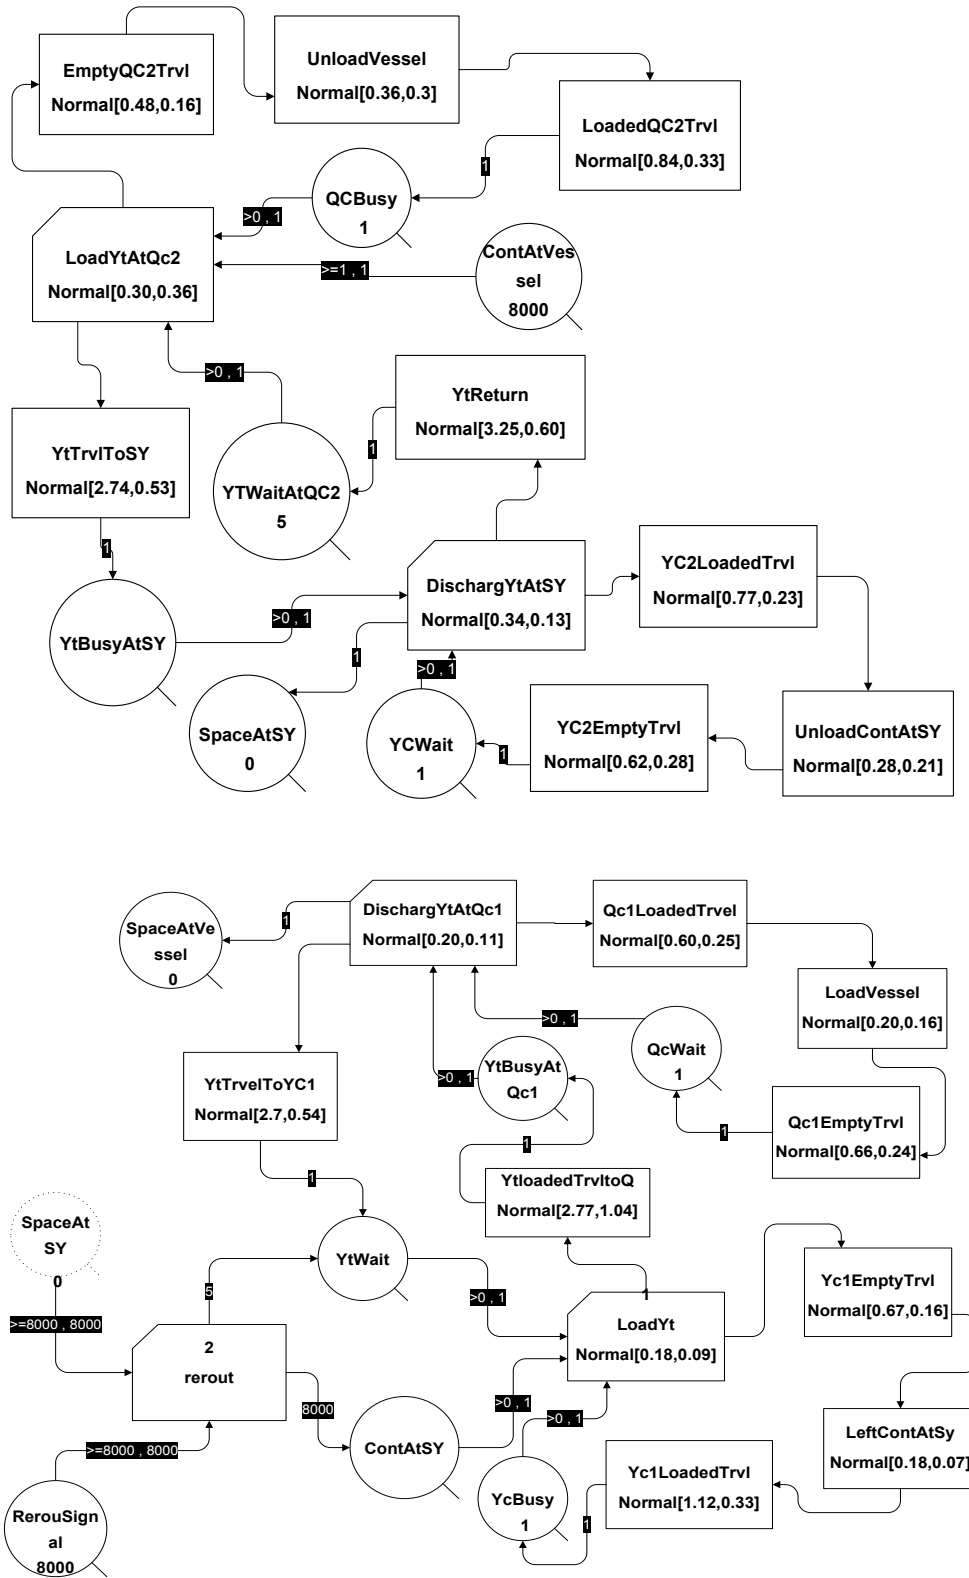 EmptyQC2Trvl
Normal[0.48,0.16]
UnloadVessel
Normal[0.36,0.3]
LoadedQC2Trvl
Normal[0.84,0.33]
1
QCBusy
1
>0 , 1
ContAtVes
sel
8000
>=1 , 1
LoadYtAtQc2
Normal[0.30,0.36]
>0 , 1
YtReturn
Normal[3.25,0.60]
1
YtTrvlToSY
Normal[2.74,0.53]
YTWaitAtQC2
5
1
DischargYtAtSY
Normal[0.34,0.13]
YC2LoadedTrvl
Normal[0.77,0.23]
>0 , 1
YtBusyAtSY
1
>0 , 1
SpaceAtSY
0
YCWait
1
1
YC2EmptyTrvl
Normal[0.62,0.28]
UnloadContAtSY
Normal[0.28,0.21]
SpaceAtVe
ssel
0
1
DischargYtAtQc1
Normal[0.20,0.11]
Qc1LoadedTrvel
Normal[0.60,0.25]
LoadVessel
Normal[0.20,0.16]
>0 , 1
QcWait
1
YtBusyAt
Qc1
>0 , 1
YtTrvelToYC1
Normal[2.7,0.54]
Qc1EmptyTrvl
Normal[0.66,0.24]
1
1
1
YtloadedTrvltoQ
Normal[2.77,1.04]
SpaceAt
SY
0
YtWait
5
>0 , 1
1
Yc1EmptyTrvl
Normal[0.67,0.16]
>=8000 , 8000
LoadYt
Normal[0.18,0.09]
2
rerout
8000
>0 , 1
>0 , 1
LeftContAtSy
Normal[0.18,0.07]
>=8000 , 8000
ContAtSY
Yc1LoadedTrvl
Normal[1.12,0.33]
YcBusy
1
1
RerouSign
al
8000